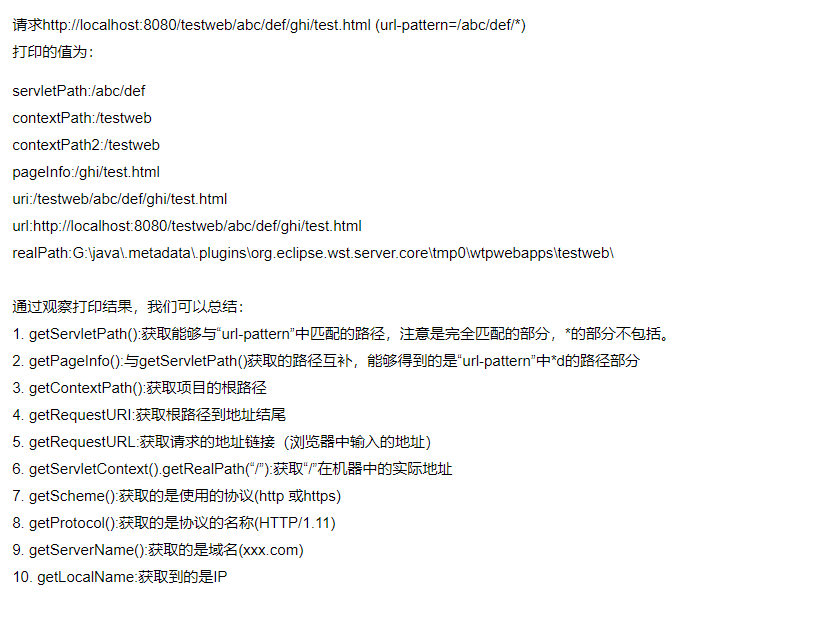 请求http://localhost:8080/testweb/abc/def/ghi/test.html (url-pattern=/abc/def/*)
打印的值为：
servletPath:/abc/def
contextPath:/testweb
contextPath2:/testweb
pageInfo:/ghi/test.html
uri:/testweb/abc/def/ghi/test.html
url:http://localhost:8080/testweb/abc/def/ghi/test.html
realPath:G:\java\.metadata\.plugins\org.eclipse.wst.server.core\tmp0\wtpwebapps\testweb\
通过观察打印结果，我们可以总结：
1. getServletPath():获取能够与“url-pattern”中匹配的路径，注意是完全匹配的部分，*的部分不包括。
2. getPageInfo():与getServletPath()获取的路径互补，能够得到的是“url-pattern”中*d的路径部分
3. getContextPath():获取项目的根路径
4. getRequestURI:获取根路径到地址结尾
5. getRequestURL:获取请求的地址链接（浏览器中输入的地址）
6. getServletContext().getRealPath(“/”):获取“/”在机器中的实际地址
7. getScheme():获取的是使用的协议(http 或https)
8. getProtocol():获取的是协议的名称(HTTP/1.11)
9. getServerName():获取的是域名(xxx.com)
10. getLocalName:获取到的是IP